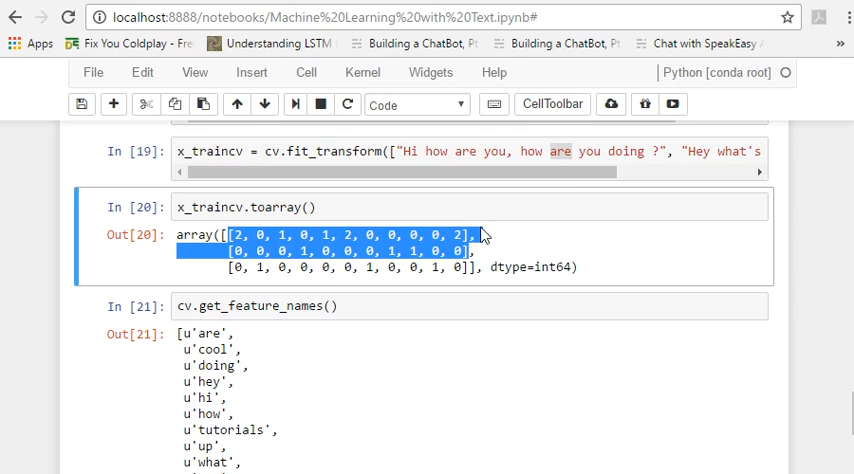 localhost:8888/notebooks/Machine%20Learning%20with%20Text.ipynb#
Apps Fix You Coldplay - Fre Understanding LSTM Building a ChatBot, Pt Building a ChatBot, Pt Chat with SpeakEasy »
File Edit View Insert Cell Kernel Widgets Help Python [conda root]
Code CellToolbar
In [19]: x_traincv = cv.fit_transform(["Hi how are you, how are you doing ?", "Hey what's
In [20]: x_traincv.toarray()
Out[20]: array([[2, 0, 1, 0, 1, 2, 0, 0, 0, 0, 2],
[0, 0, 0, 1, 0, 0, 0, 1, 1, 0, 0],
[0, 1, 0, 0, 0, 0, 1, 0, 0, 1, 0]], dtype=int64)
In [21]: cv.get_feature_names()
Out[21]: [u'are',
u'cool',
u'doing',
u'hey',
u'hi',
u'how',
u'tutorials',
u'up',
u'what',